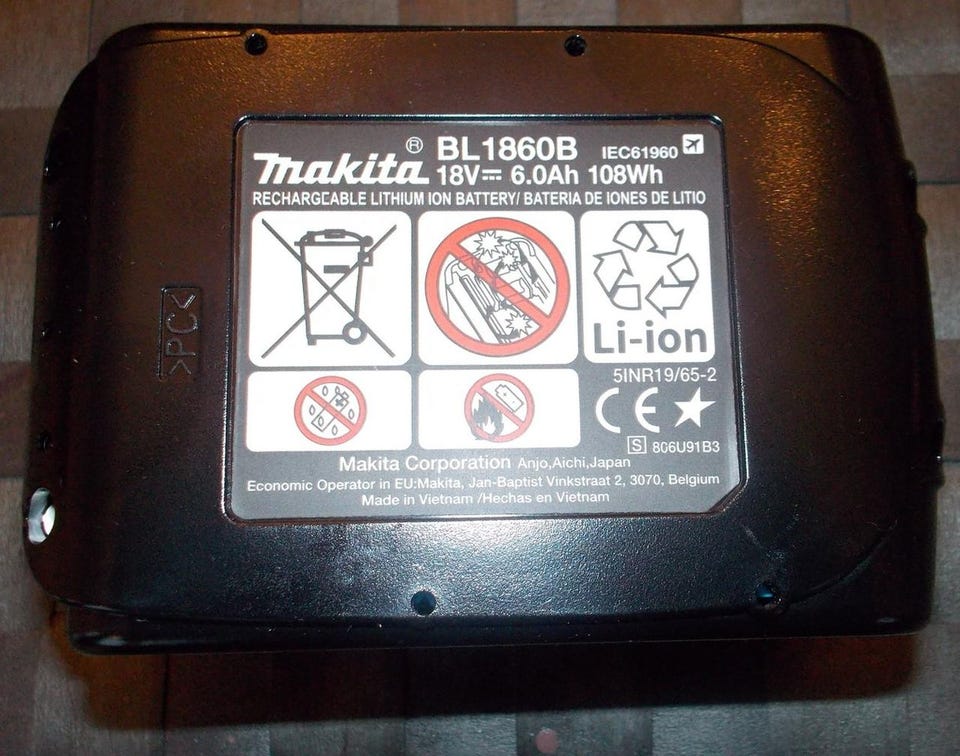 makita® BL1860B IEC61960
18V⎓ 6.0Ah 108Wh
RECHARGCABLE LITHIUM ION BATTERY/ BATERIA DE IONES DE LITIO
Li-ion
>PC<
5INR19/65-2
CE
S 806U91B3
Makita Corporation Anjo,Aichi,Japan
Economic Operator in EU:Makita, Jan-Baptist Vinkstraat 2, 3070, Belgium
Made in Vietnam /Hechas en Vietnam